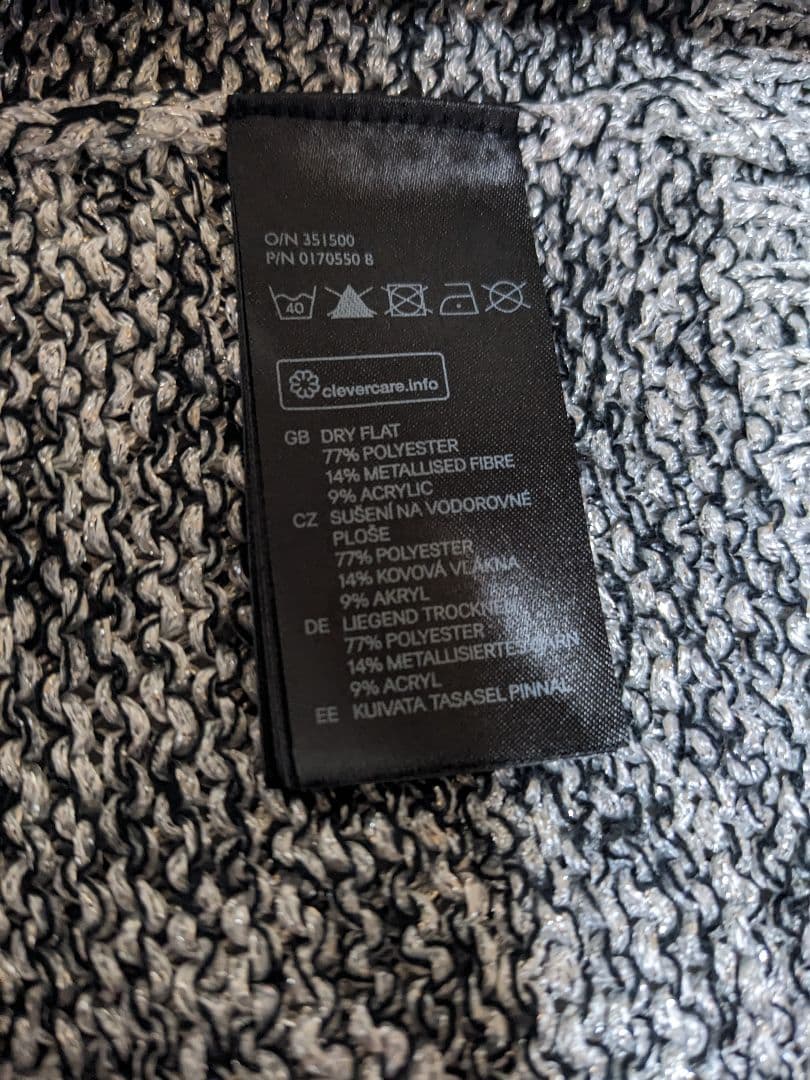 O/N 351500
P/N 0170550 8
40
clevercare.info
GB DRY FLAT
77% POLYESTER
14% METALLISED FIBRE
9% ACRYLIC
CZ SUŠENÍ NA VODOROVNÉ
PLOŠE
77% POLYESTER
14% KOVOVÁ VLÁKNA
9% AKRYL
DE LIEGEND TROCKNEN
77% POLYESTER
14% METALLISIERTES GARN
9% ACRYL
EE KUIVATA TASASEL PINNAL